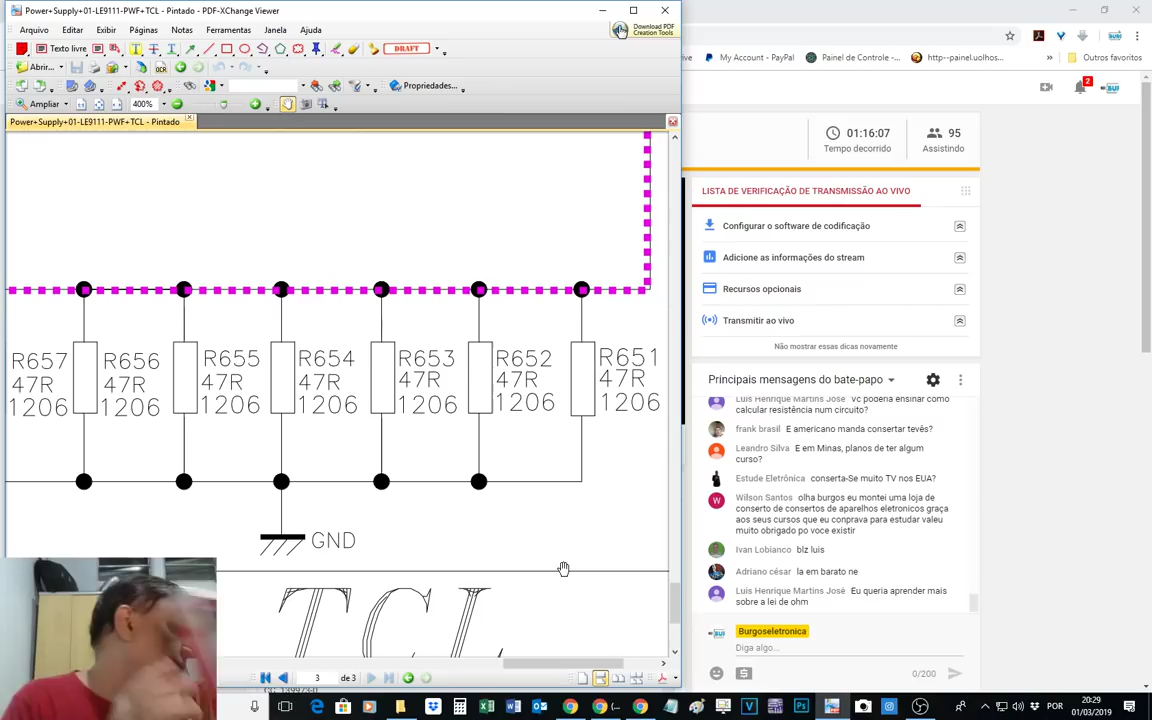 Power+Supply+01-LE9111-PWF+TCL - Pintado - PDF-XChange Viewer
Arquivo Editar Exibir Páginas Notas Ferramentas Janela Ajuda
Download PDF
Creation Tools
Texto livre
DRAFT
Abrir...
OCR
Propriedades...
Ampliar
400%
Power+Supply+01-LE9111-PWF+TCL - Pintado
R657 R656 R655 R654 R653 R652 R651
47R 47R 47R 47R 47R 47R 47R
1206 1206 1206 1206 1206 1206 1206
GND
TCL
3 de 3
My Account - PayPal
Painel de Controle -...
http--painel.uolhos...
»
Outros favoritos
2
01:16:07
Tempo decorrido
95
Assistindo
LISTA DE VERIFICAÇÃO DE TRANSMISSÃO AO VIVO
Configurar o software de codificação
Adicione as informações do stream
Recursos opcionais
Transmitir ao vivo
Não mostrar essas dicas novamente
Principais mensagens do bate-papo
Luis Henrique Martins José Vc poderia ensinar como
calcular resistência num circuito?
frank brasil E americano manda consertar tevês?
Leandro Silva E em Minas, planos de ter algum
curso?
Estude Eletrônica conserta-Se muito TV nos EUA?
Wilson Santos olha burgos eu montei uma loja de
conserto de consertos de aparelhos eletronicos graça
aos seus cursos que eu conprava para estudar valeu
muito obrigado po voce existir
Ivan Lobianco blz luis
Adriano césar la em barato ne
Luis Henrique Martins José Eu queria aprender mais
sobre a lei de ohm
Burgoseletronica
Diga algo...
0/200
POR
20:29
01/03/2019